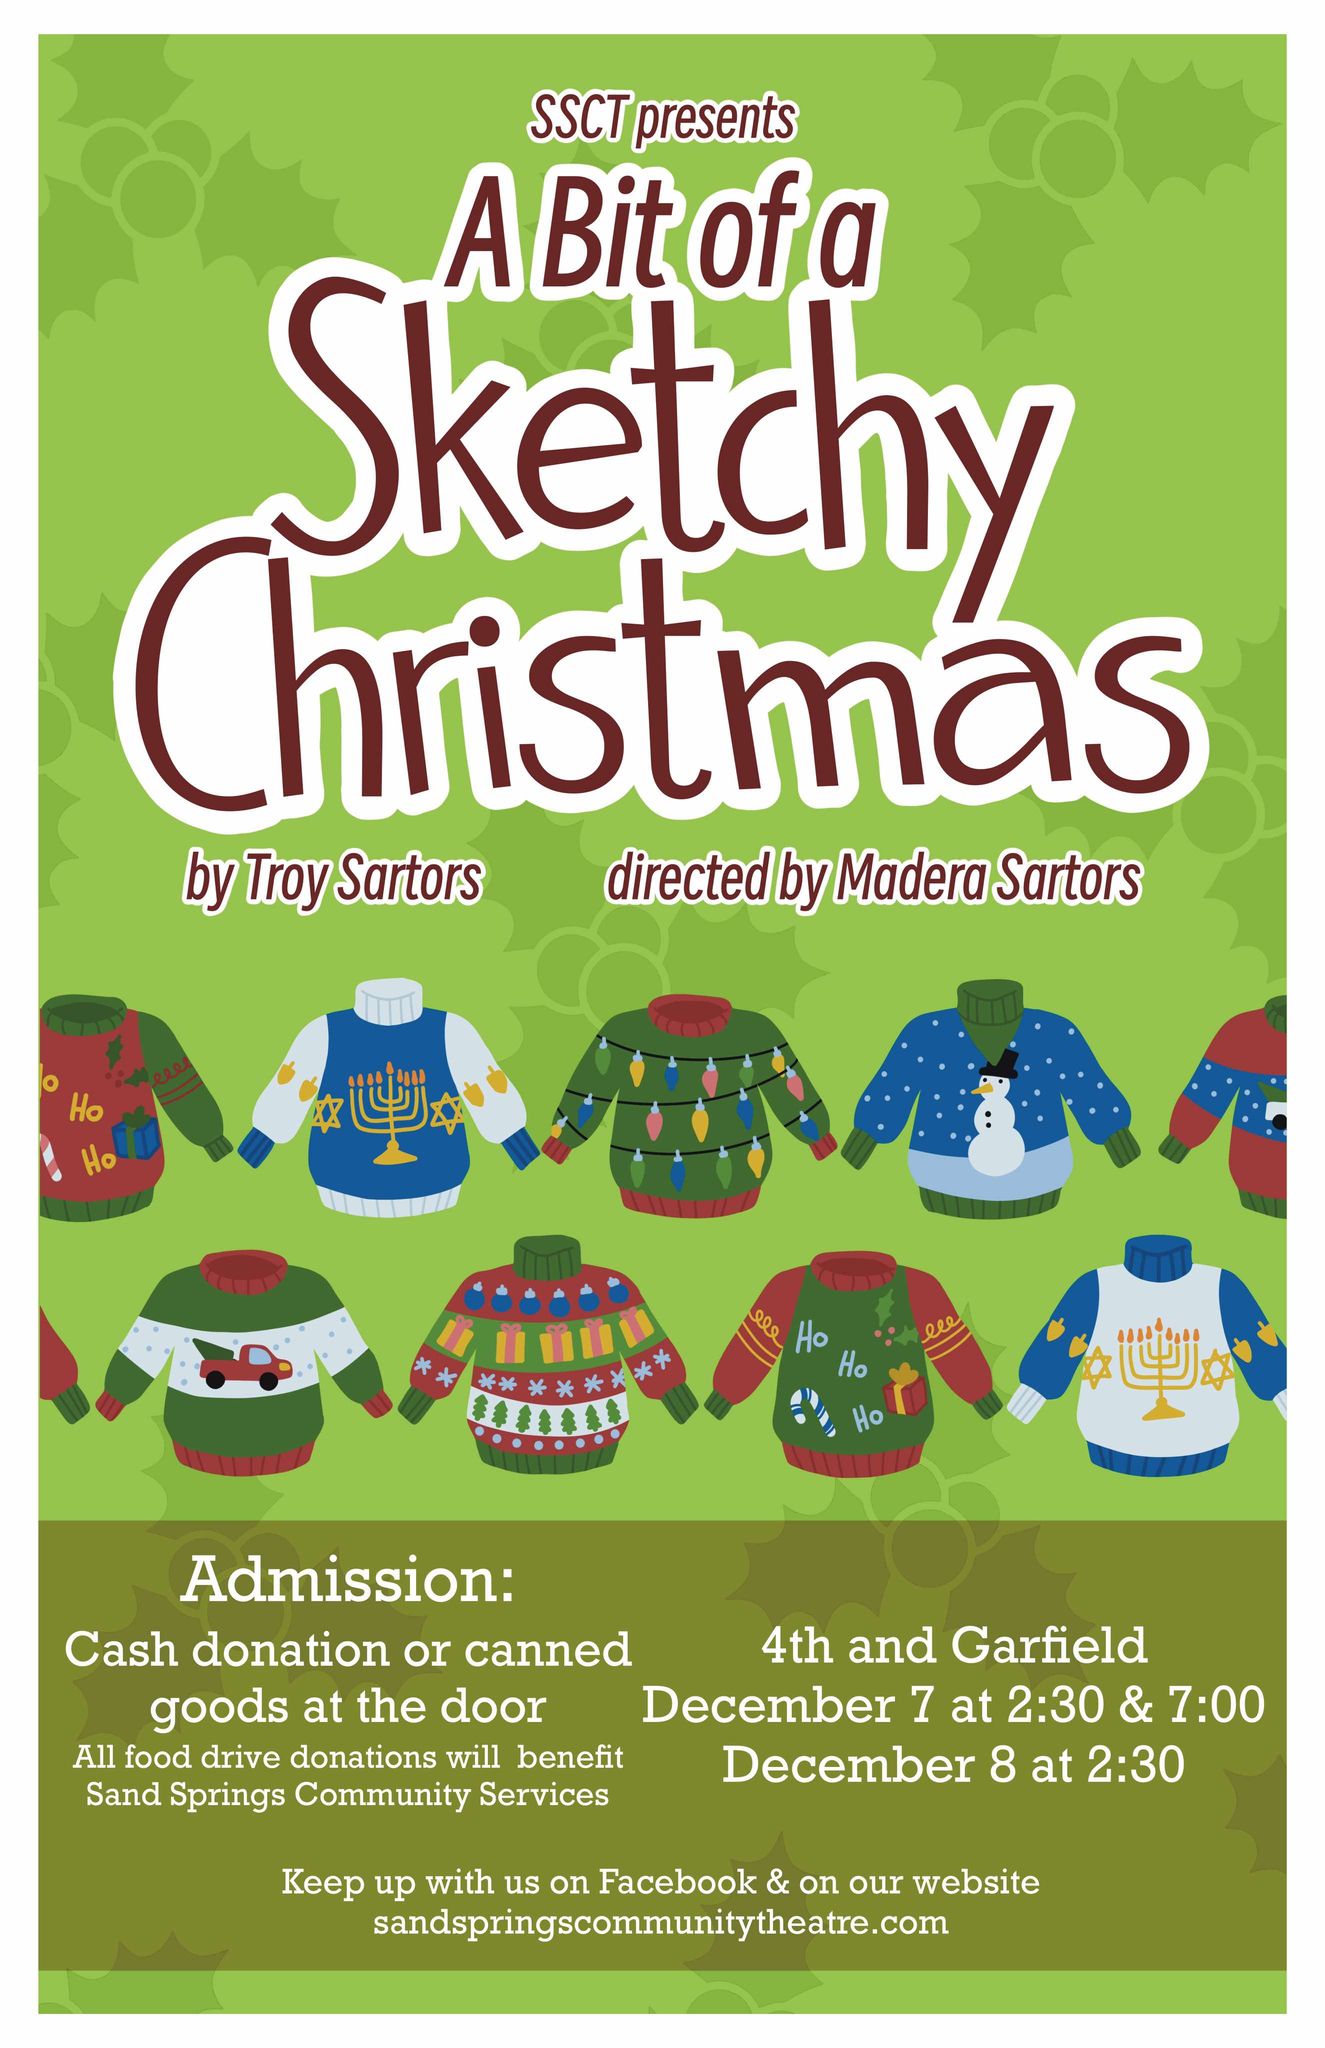 SSCT presents
A Bit of a
Sketchy
Christmas
by Troy Sartors directed by Madera Sartors
Ho
Ho
Ho
Ho
Ho
Ho
Admission:
Cash donation or canned
goods at the door
All food drive donations will benefit
Sand Springs Community Services
4th and Garfield
December 7 at 2:30 & 7:00
December 8 at 2:30
Keep up with us on Facebook & on our website
sandspringscommunitytheatre.com